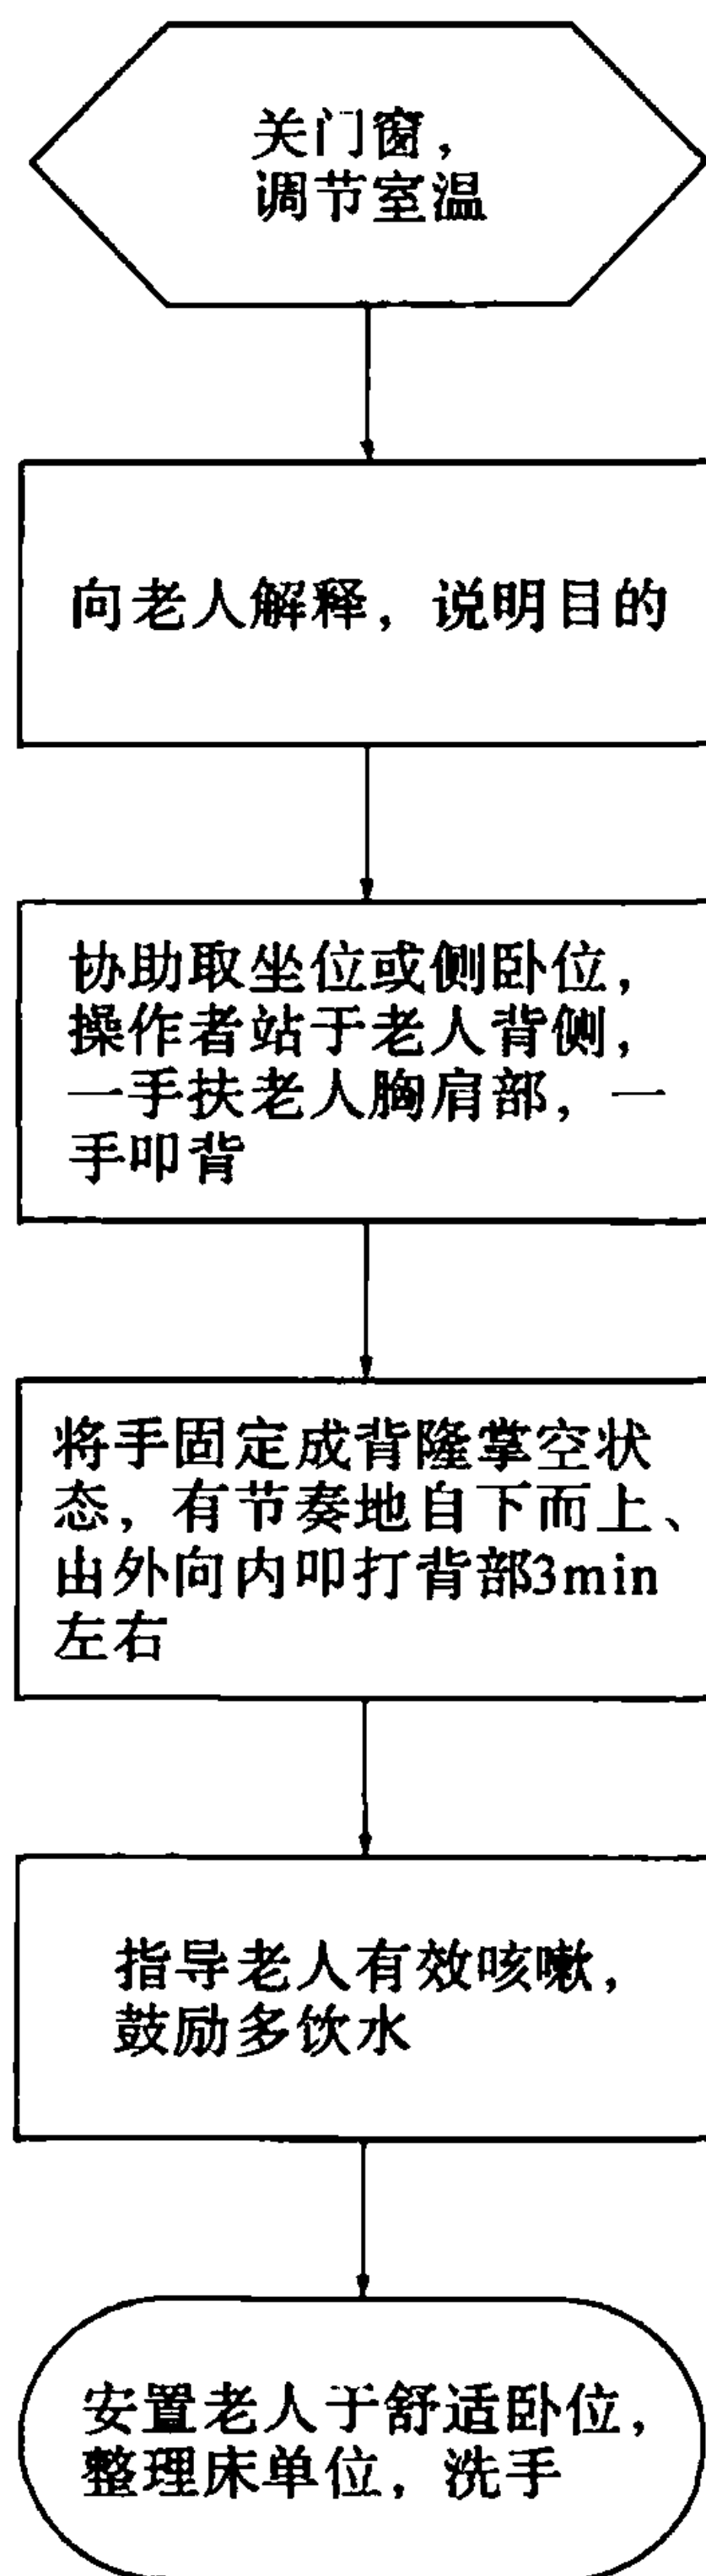 关门窗，
调节室温
向老人解释，说明目的
协助取坐位或侧卧位，
操作者站于老人背侧，
一手扶老人胸肩部，一
手叩背
将手固定成背隆掌空状
态，有节奏地自下而上、
由外向内叩打背部3min
左右
指导老人有效咳嗽，
鼓励多饮水
安置老人于舒适卧位，
整理床单位，洗手